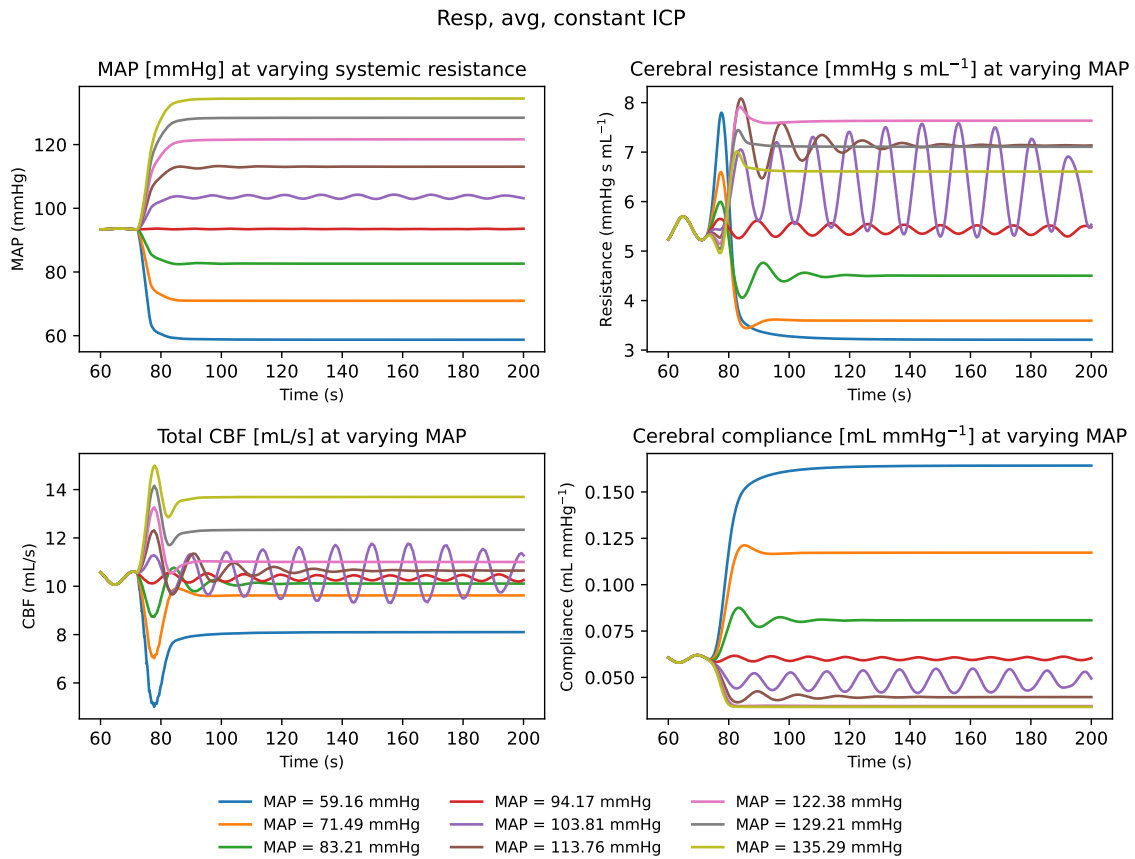 Resp, avg, constant ICP
MAP [mmHg] at varying systemic resistance
MAP (mmHg)
120
100
80
60
60 80 100 120 140 160 180 200
Time (s)
Cerebral resistance [mmHg s mL⁻¹] at varying MAP
Resistance (mmHg s mL⁻¹)
8
7
6
5
4
3
60 80 100 120 140 160 180 200
Time (s)
Total CBF [mL/s] at varying MAP
CBF (mL/s)
14
12
10
8
6
60 80 100 120 140 160 180 200
Time (s)
Cerebral compliance [mL mmHg⁻¹] at varying MAP
Compliance (mL mmHg⁻¹)
0.150
0.125
0.100
0.075
0.050
60 80 100 120 140 160 180 200
Time (s)
MAP = 59.16 mmHg
MAP = 71.49 mmHg
MAP = 83.21 mmHg
MAP = 94.17 mmHg
MAP = 103.81 mmHg
MAP = 113.76 mmHg
MAP = 122.38 mmHg
MAP = 129.21 mmHg
MAP = 135.29 mmHg